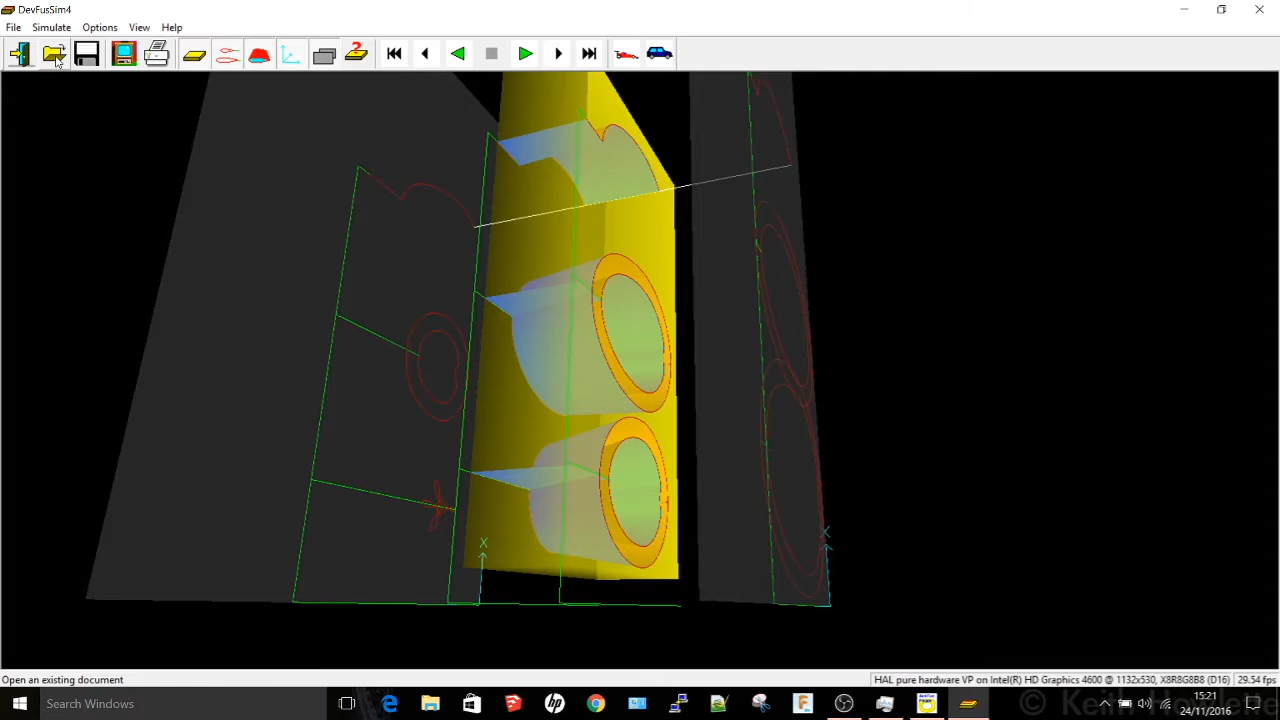 DevFusSim4
File Simulate Options View Help
X
X
Open an existing document
HAL pure hardware VP on Intel(R) HD Graphics 4600 @ 1132x530, X8R8G8B8 (D16) 29.54 fps
Search Windows
15:21
24/11/2016